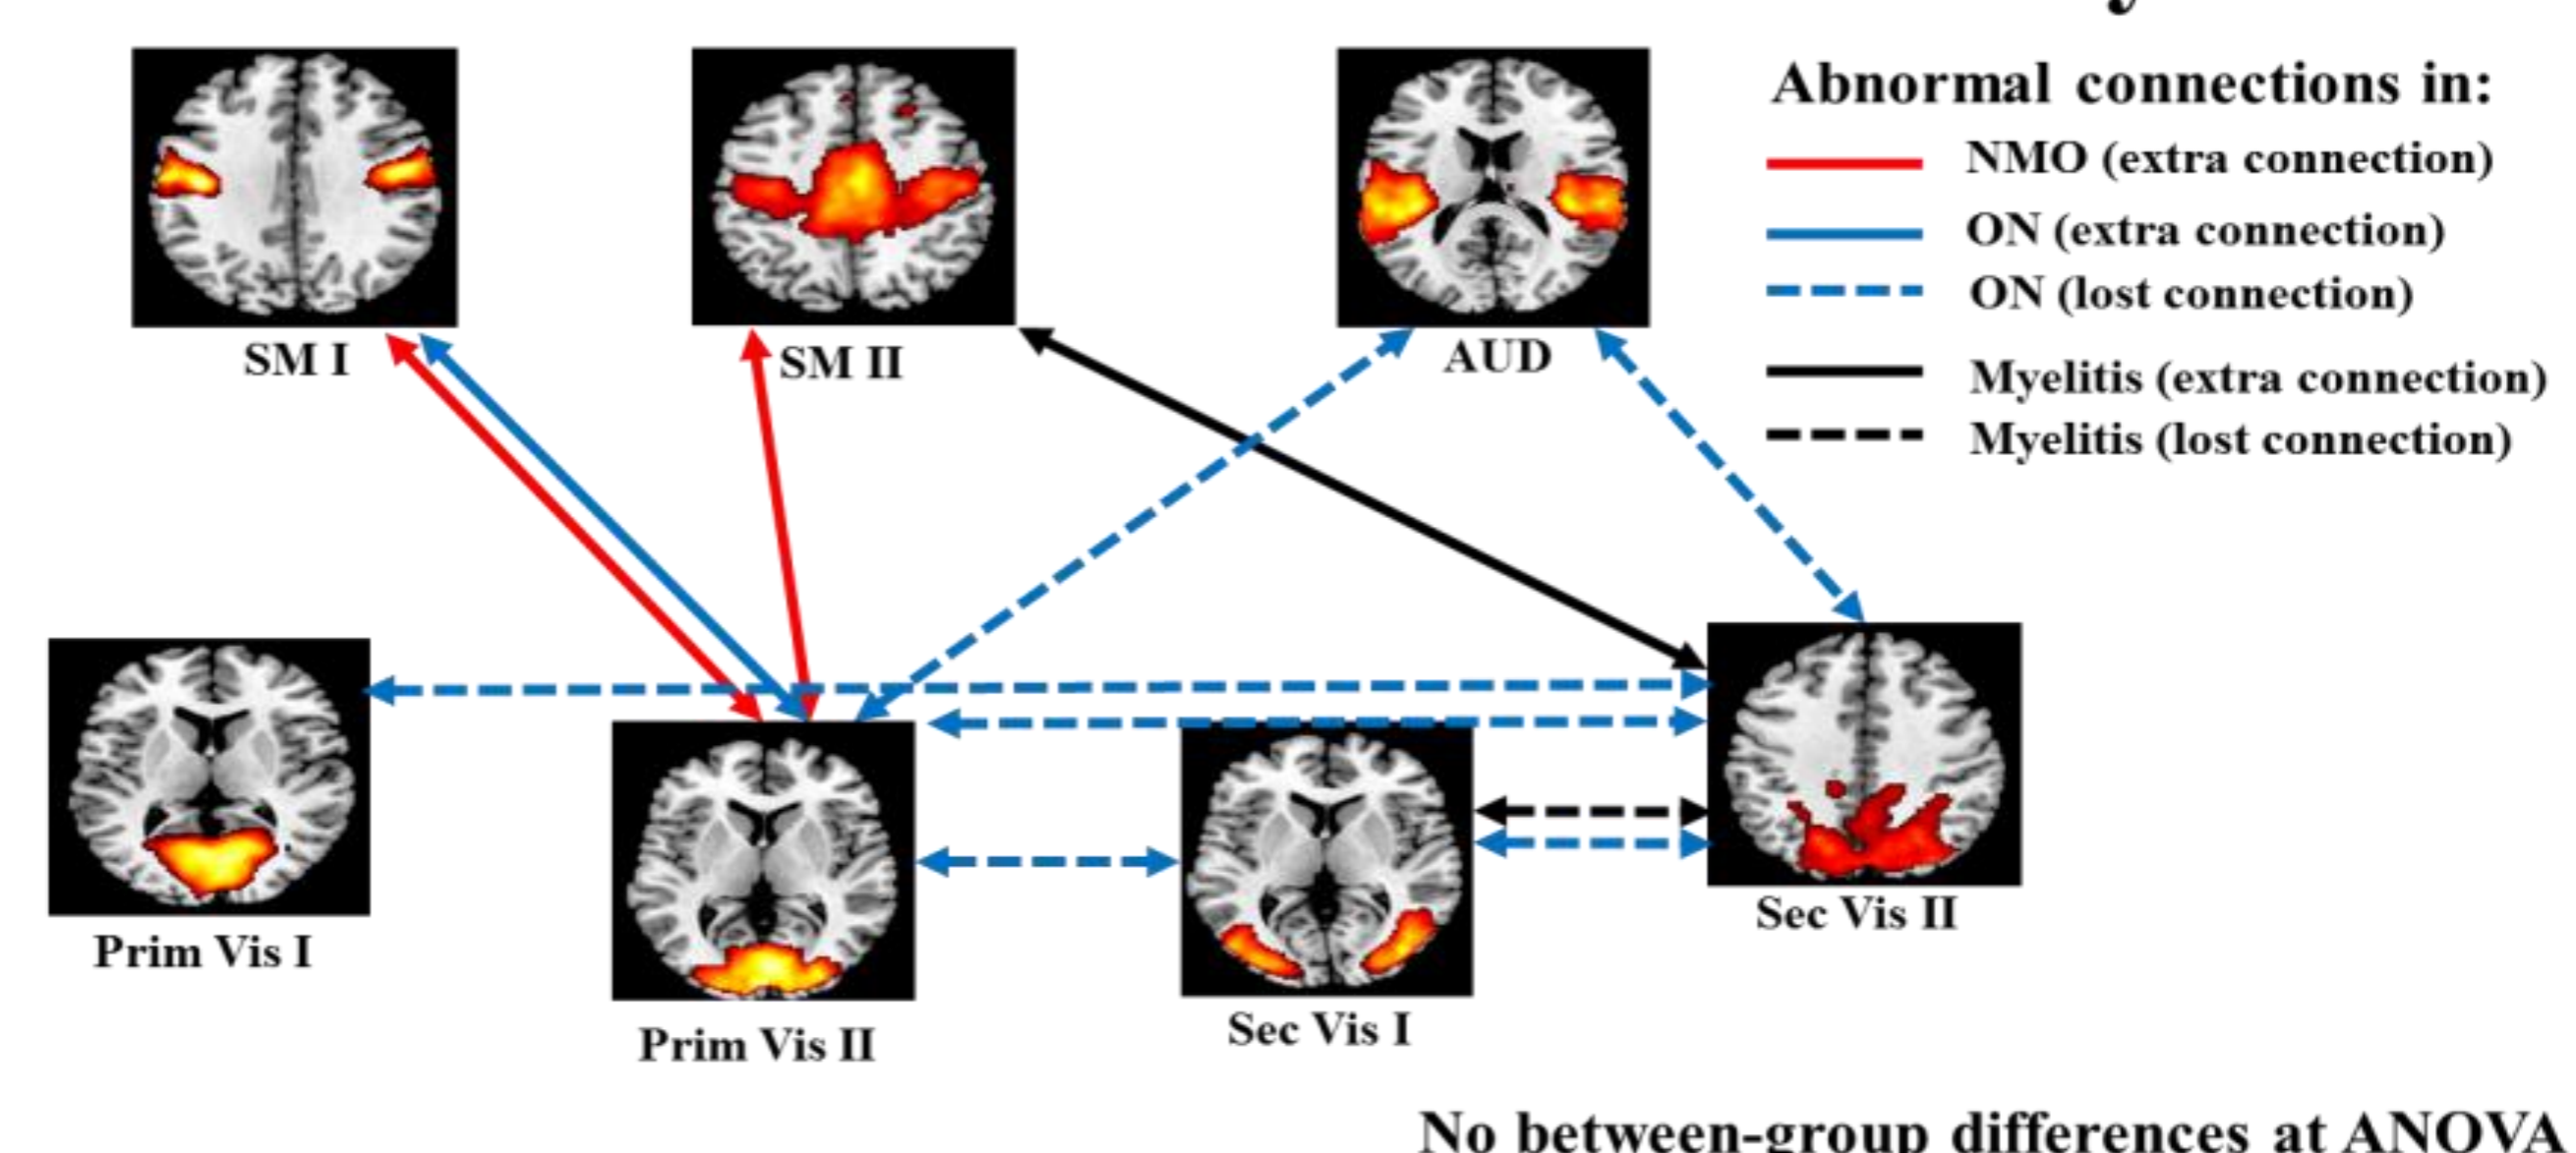 Abnormal connections in:
NMO (extra connection)
ON (extra connection)
ON (lost connection)
Myelitis (extra connection)
Myelitis (lost connection)
SM I
SM II
AUD
Prim Vis I
Prim Vis II
Sec Vis I
Sec Vis II
No between-group differences at ANOVA